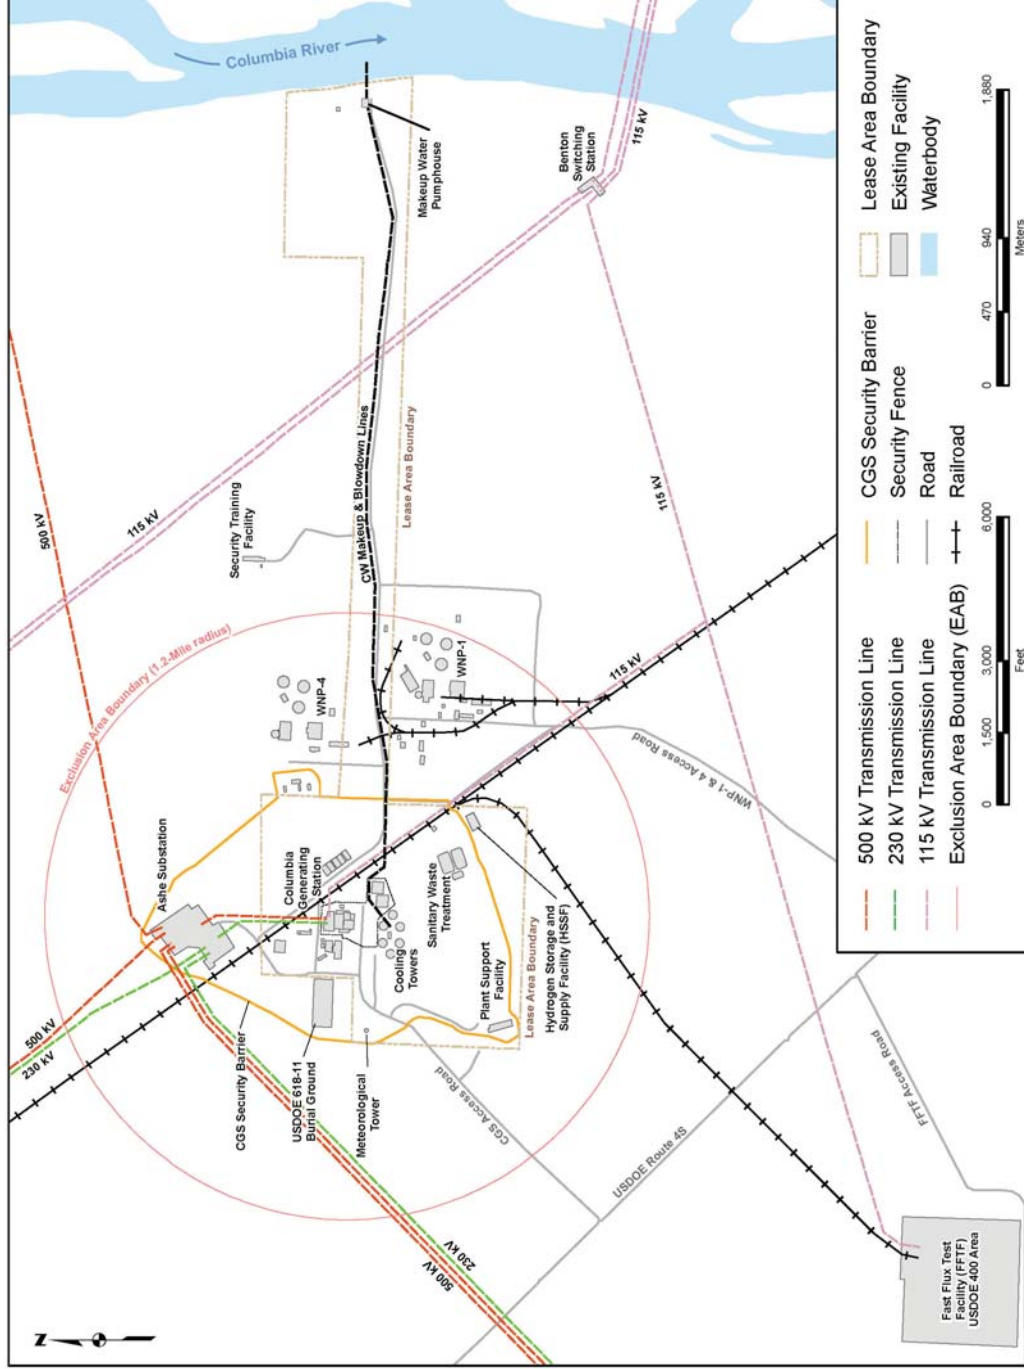 Columbia River
Makeup Water
Pumphouse
Benton
Switching
Station
115 kV
500 kV
115 kV
Security Training
Facility
CW Makeup & Blowdown Lines
Lease Area Boundary
115 kV
Exclusion Area Boundary (1.2-Mile radius)
WNP-4
WNP-1
115 kV
WNP-1 & 4 Access Road
Ashe Substation
Columbia
Generating
Station
Sanitary Waste
Treatment
Cooling
Towers
Plant Support
Facility
Lease Area Boundary
Hydrogen Storage and
Supply Facility (HSSF)
500 kV
230 kV
CGS Security Barrier
USDOE 618-11
Burial Ground
Meteorological
Tower
CGS Access Road
USDOE Route 4S
FFTF Access Road
500 kV
230 kV
Fast Flux Test
Facility (FFTF)
USDOE 400 Area
N
500 kV Transmission Line
230 kV Transmission Line
115 kV Transmission Line
Exclusion Area Boundary (EAB)
CGS Security Barrier
Security Fence
Road
Railroad
Lease Area Boundary
Existing Facility
Waterbody
0 1,500 3,000 6,000
Feet
0 470 940 1,880
Meters